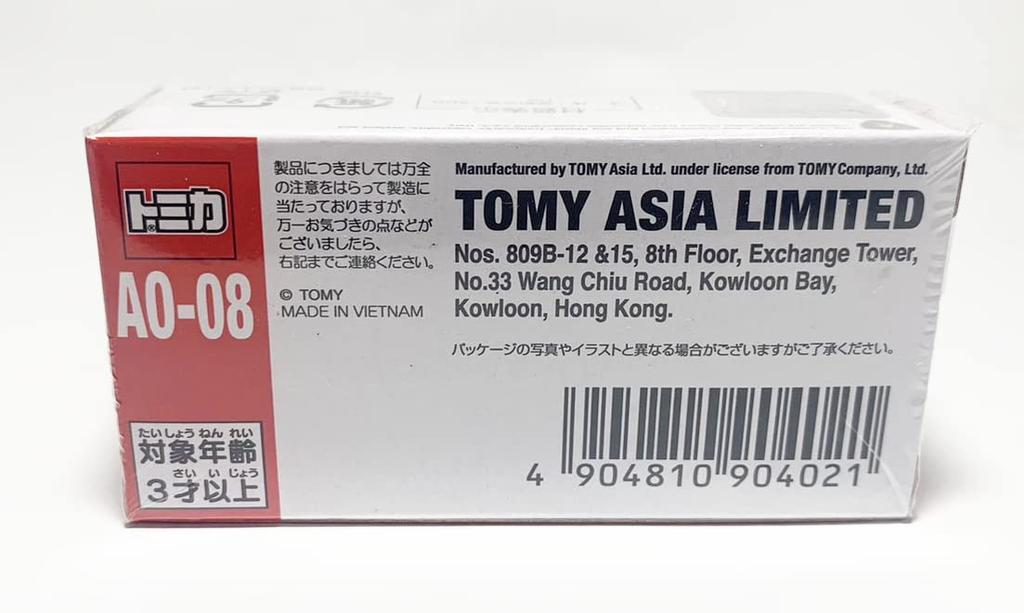 トミカ
®
AO-08
たいしょうねんれい
対象年齢
さいいじょう
3才以上
製品につきましては万全
の注意をはらって製造に
当たっておりますが、
万一お気づきの点などが
ございましたら、
右記までご連絡ください。
© TOMY
MADE IN VIETNAM
Manufactured by TOMY Asia Ltd. under license from TOMY Company, Ltd.
TOMY ASIA LIMITED
Nos. 809B-12 &15, 8th Floor, Exchange Tower,
No.33 Wang Chiu Road, Kowloon Bay,
Kowloon, Hong Kong.
パッケージの写真やイラストと異なる場合がございますがご了承ください。
4 904810 904021